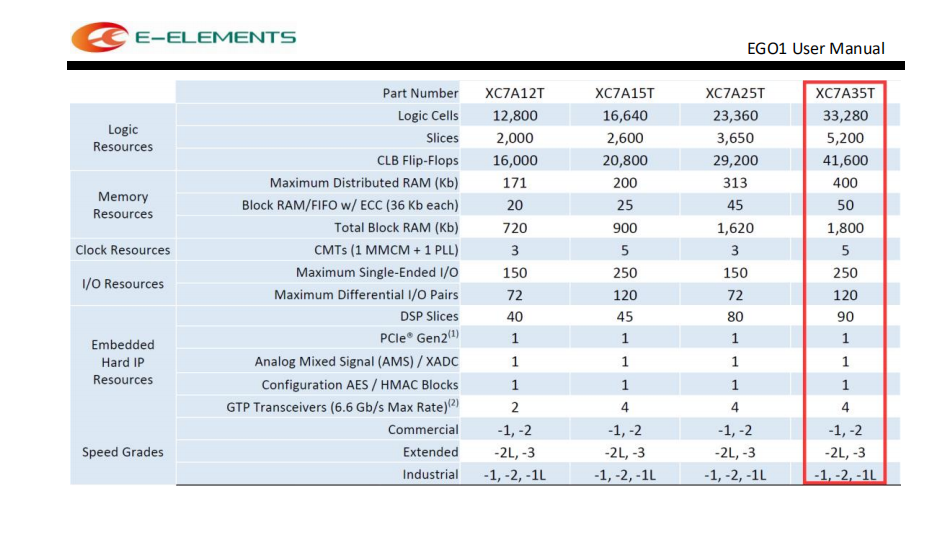 E-ELEMENTS
EGO1 User Manual
Part Number XC7A12T XC7A15T XC7A25T XC7A35T
Logic Resources
Logic Cells 12,800 16,640 23,360 33,280
Slices 2,000 2,600 3,650 5,200
CLB Flip-Flops 16,000 20,800 29,200 41,600
Memory Resources
Maximum Distributed RAM (Kb) 171 200 313 400
Block RAM/FIFO w/ ECC (36 Kb each) 20 25 45 50
Total Block RAM (Kb) 720 900 1,620 1,800
Clock Resources CMTs (1 MMCM + 1 PLL) 3 5 3 5
I/O Resources
Maximum Single-Ended I/O 150 250 150 250
Maximum Differential I/O Pairs 72 120 72 120
Embedded Hard IP Resources
DSP Slices 40 45 80 90
PCIe® Gen2(1) 1 1 1 1
Analog Mixed Signal (AMS) / XADC 1 1 1 1
Configuration AES / HMAC Blocks 1 1 1 1
GTP Transceivers (6.6 Gb/s Max Rate)(2) 2 4 4 4
Speed Grades
Commercial -1, -2 -1, -2 -1, -2 -1, -2
Extended -2L, -3 -2L, -3 -2L, -3 -2L, -3
Industrial -1, -2, -1L -1, -2, -1L -1, -2, -1L -1, -2, -1L